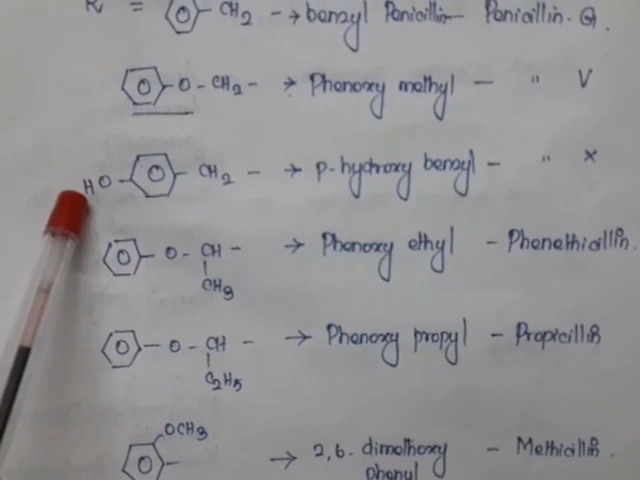 R = CH2 - → benzyl Penicillin Penicillin. G.
O - CH2 - → Phenoxy methyl - " V
HO CH2 - → p-hydroxy benzyl - " X
O - CH - → Phenoxy ethyl - Phenethicillin.
CH3
O - CH - → Phenoxy propyl - Propicillin
C2H5
OCH3
→ 2,6-dimethoxy - Methicillin
phenyl